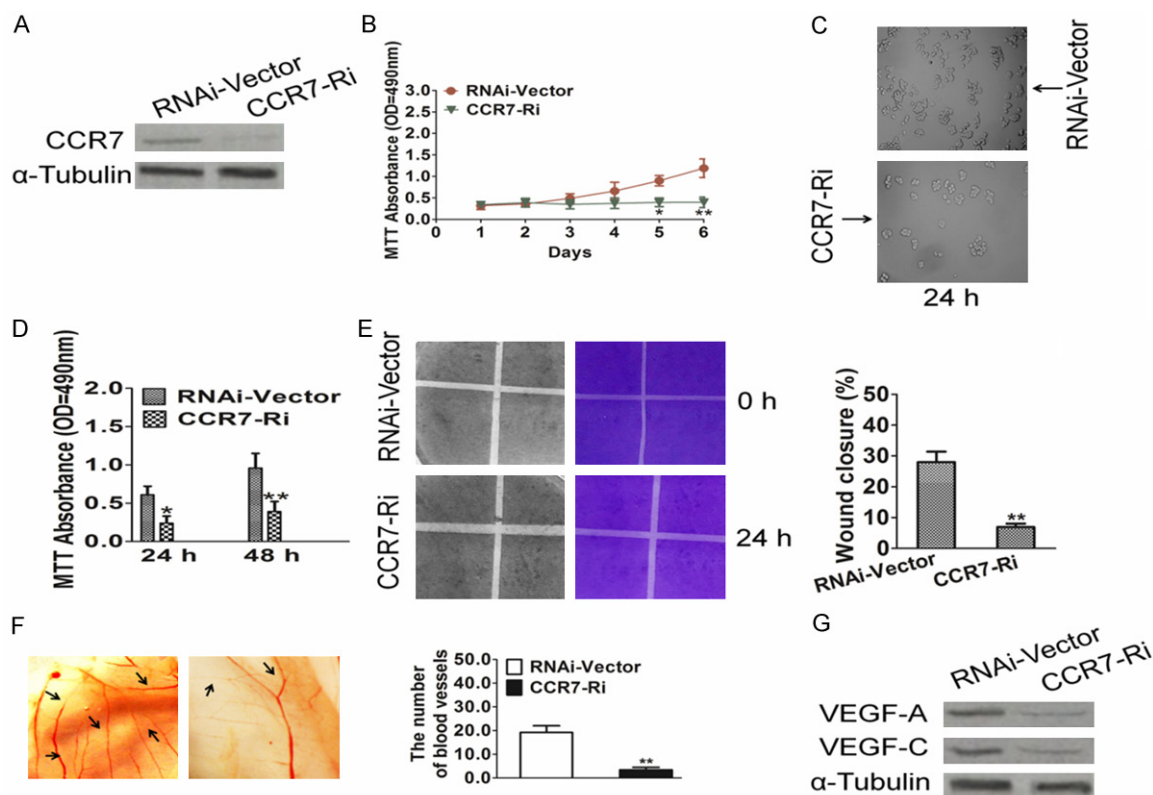 A
RNAi-Vector
CCR7-Ri
CCR7
α-Tubulin
B
MTT Absorbance (OD=490nm)
RNAi-Vector
CCR7-Ri
3.0
2.5
2.0
1.5
1.0
0.5
0.0
* **
0 1 2 3 4 5 6
Days
C
RNAi-Vector
CCR7-Ri
24 h
D
MTT Absorbance (OD=490nm)
2.0
1.5
1.0
0.5
0.0
RNAi-Vector
CCR7-Ri
*
**
24 h 48 h
E
RNAi-Vector
CCR7-Ri
0 h
24 h
Wound closure (%)
50
40
30
20
10
0
**
RNAi-Vector
CCR7-Ri
F
The number
of blood vessels
50.0
40.0
30.0
20.0
10.0
0.0
RNAi-Vector
CCR7-Ri
**
G
RNAi-Vector
CCR7-Ri
VEGF-A
VEGF-C
α-Tubulin